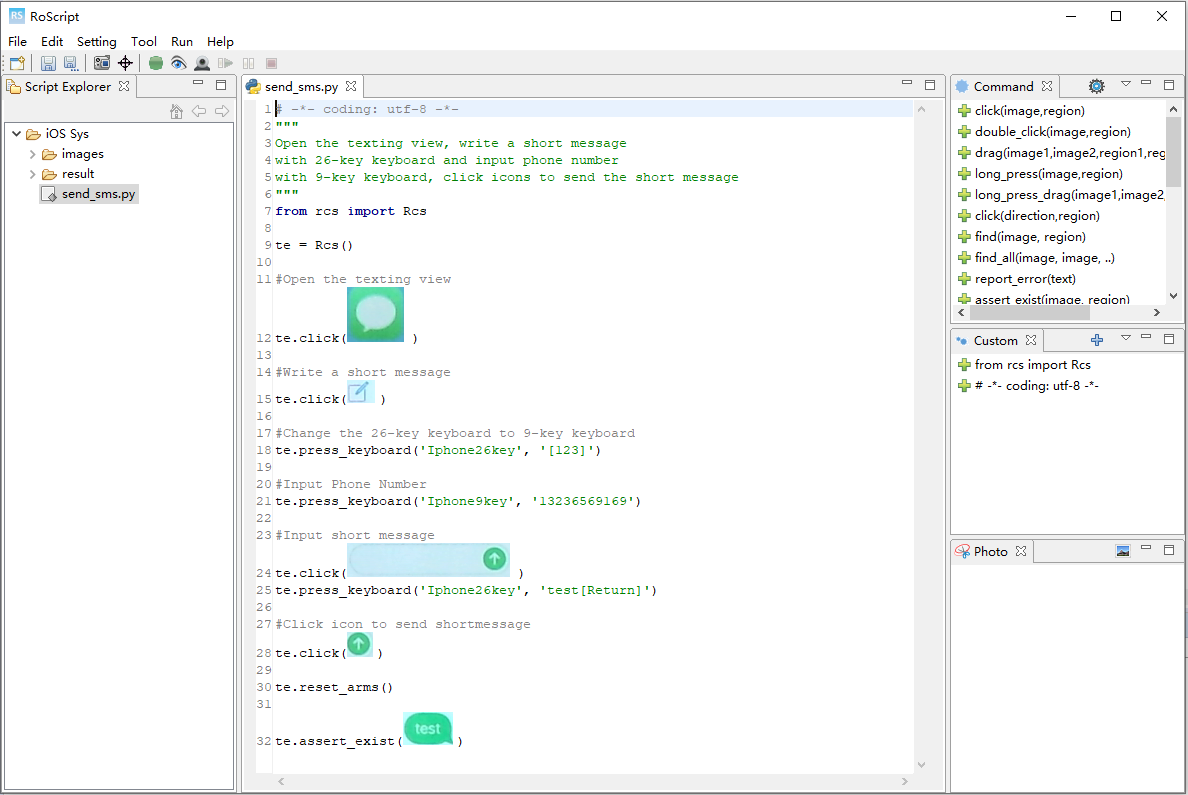 RS RoScript
File Edit Setting Tool Run Help
Script Explorer
iOS Sys
images
result
send_sms.py
send_sms.py
1 # -*- coding: utf-8 -*-
2 """
3 Open the texting view, write a short message
4 with 26-key keyboard and input phone number
5 with 9-key keyboard, click icons to send the short message
6 """
7 from rcs import Rcs
8
9 te = Rcs()
10
11 #Open the texting view
12 te.click( )
13
14 #Write a short message
15 te.click( )
16
17 #Change the 26-key keyboard to 9-key keyboard
18 te.press_keyboard('Iphone26key', '[123]')
19
20 #Input Phone Number
21 te.press_keyboard('Iphone9key', '13236569169')
22
23 #Input short message
24 te.click( )
25 te.press_keyboard('Iphone26key', 'test[Return]')
26
27 #Click icon to send shortmessage
28 te.click( )
29
30 te.reset_arms()
31
32 te.assert_exist( test )
Command
click(image,region)
double_click(image,region)
drag(image1,image2,region1,reg
long_press(image,region)
long_press_drag(image1,image2,
click(direction,region)
find(image, region)
find_all(image, image, ..)
report_error(text)
assert_exist(image, region)
Custom
from rcs import Rcs
# -*- coding: utf-8 -*-
Photo